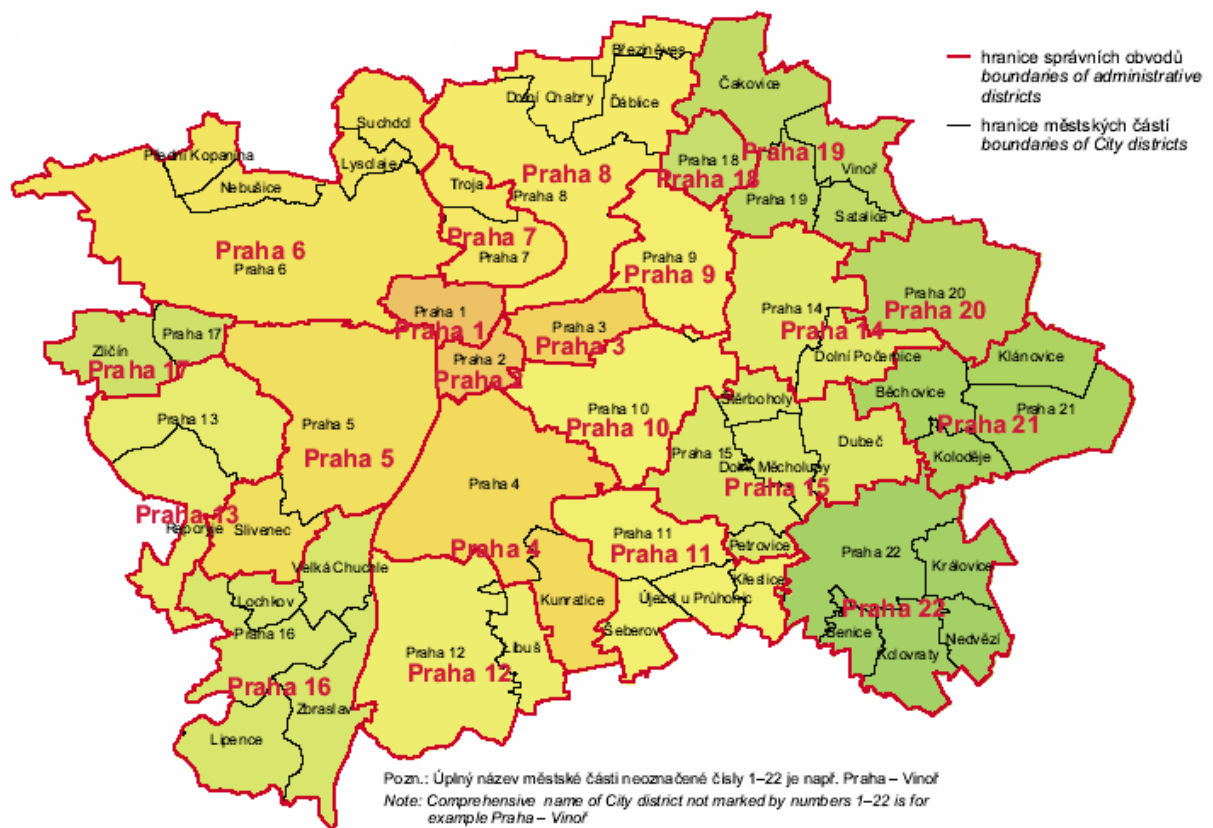 Březiněves
hranice správních obvodů
boundaries of administrative
districts
Čakovice
Dolní Chabry
Ďáblice
Suchdol
hranice městských částí
boundaries of City districts
Přední Kopanina
Lysolaje
Praha 18
Praha 19
Vinoř
Praha 8
Praha 18
Nebušice
Troja
Praha 8
Praha 19
Satalice
Praha 7
Praha 6
Praha 7
Praha 9
Praha 6
Praha 9
Praha 20
Praha 20
Praha 1
Praha 14
Praha 1
Praha 3
Praha 14
Praha 17
Praha 3
Zličín
Praha 2
Dolní Počernice
Klánovice
Praha 17
Praha 2
Běchovice
Štěrboholy
Praha 13
Praha 10
Praha 21
Praha 5
Praha 10
Praha 21
Dubeč
Praha 5
Praha 15
Dolní Měcholupy
Koloděje
Praha 4
Praha 15
Praha 13
Řeporyje
Slivenec
Praha 11
Praha 4
Praha 11
Petrovice
Praha 22
Velká Chuchle
Královice
Křeslice
Lochkov
Kunratice
Újezd u Průhonic
Praha 22
Praha 16
Šeberov
Benice
Nedvězí
Libuš
Kolovraty
Praha 12
Praha 12
Praha 16
Zbraslav
Lipence
Pozn.: Úplný název městské části neoznačené čísly 1–22 je např. Praha – Vinoř
Note: Comprehensive name of City district not marked by numbers 1–22 is for
example Praha – Vinoř